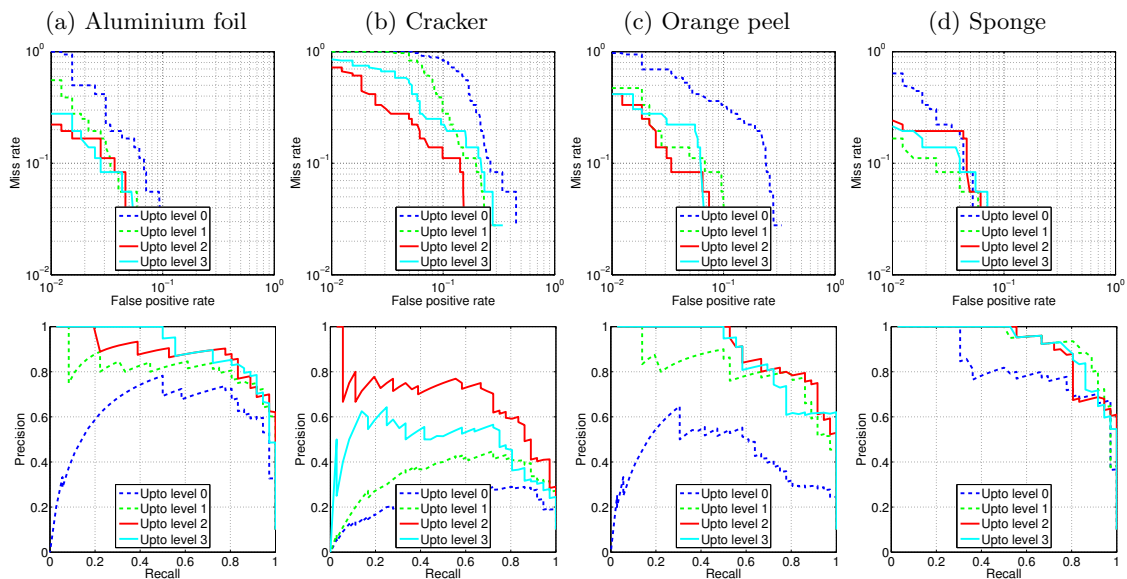 (a) Aluminium foil (b) Cracker (c) Orange peel (d) Sponge
10^0
10^-1
10^-2
Miss rate
10^-2 10^-1 10^0
False positive rate
Upto level 0
Upto level 1
Upto level 2
Upto level 3
10^0
10^-1
10^-2
Miss rate
10^-2 10^-1 10^0
False positive rate
Upto level 0
Upto level 1
Upto level 2
Upto level 3
10^0
10^-1
10^-2
Miss rate
10^-2 10^-1 10^0
False positive rate
Upto level 0
Upto level 1
Upto level 2
Upto level 3
10^0
10^-1
10^-2
Miss rate
10^-2 10^-1 10^0
False positive rate
Upto level 0
Upto level 1
Upto level 2
Upto level 3
1
0.8
0.6
0.4
0.2
0
Precision
0 0.2 0.4 0.6 0.8 1
Recall
Upto level 0
Upto level 1
Upto level 2
Upto level 3
1
0.8
0.6
0.4
0.2
0
Precision
0 0.2 0.4 0.6 0.8 1
Recall
Upto level 0
Upto level 1
Upto level 2
Upto level 3
1
0.8
0.6
0.4
0.2
0
Precision
0 0.2 0.4 0.6 0.8 1
Recall
Upto level 0
Upto level 1
Upto level 2
Upto level 3
1
0.8
0.6
0.4
0.2
0
Precision
0 0.2 0.4 0.6 0.8 1
Recall
Upto level 0
Upto level 1
Upto level 2
Upto level 3